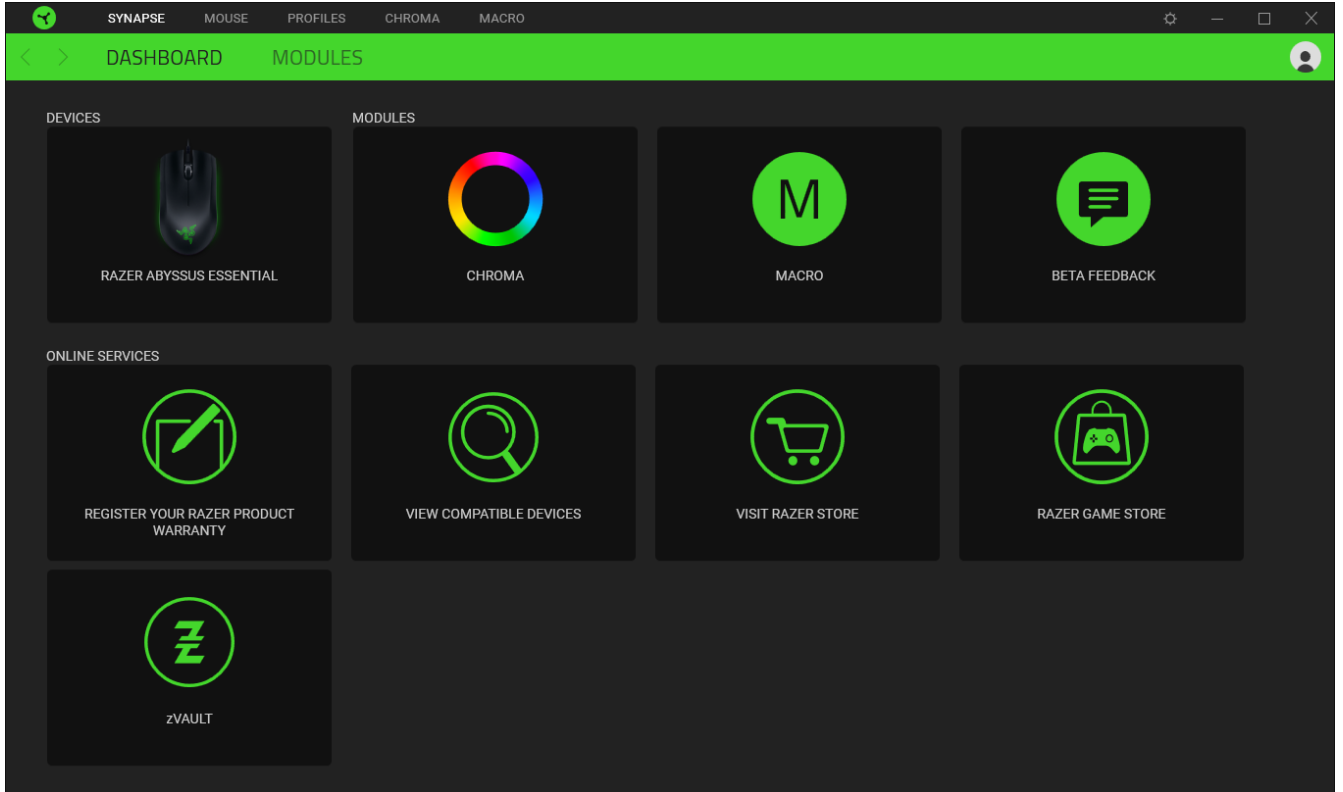 SYNAPSE MOUSE PROFILES CHROMA MACRO
DASHBOARD MODULES
DEVICES MODULES
RAZER ABYSSUS ESSENTIAL
CHROMA
M
MACRO
BETA FEEDBACK
ONLINE SERVICES
REGISTER YOUR RAZER PRODUCT
WARRANTY
VIEW COMPATIBLE DEVICES
VISIT RAZER STORE
RAZER GAME STORE
zVAULT